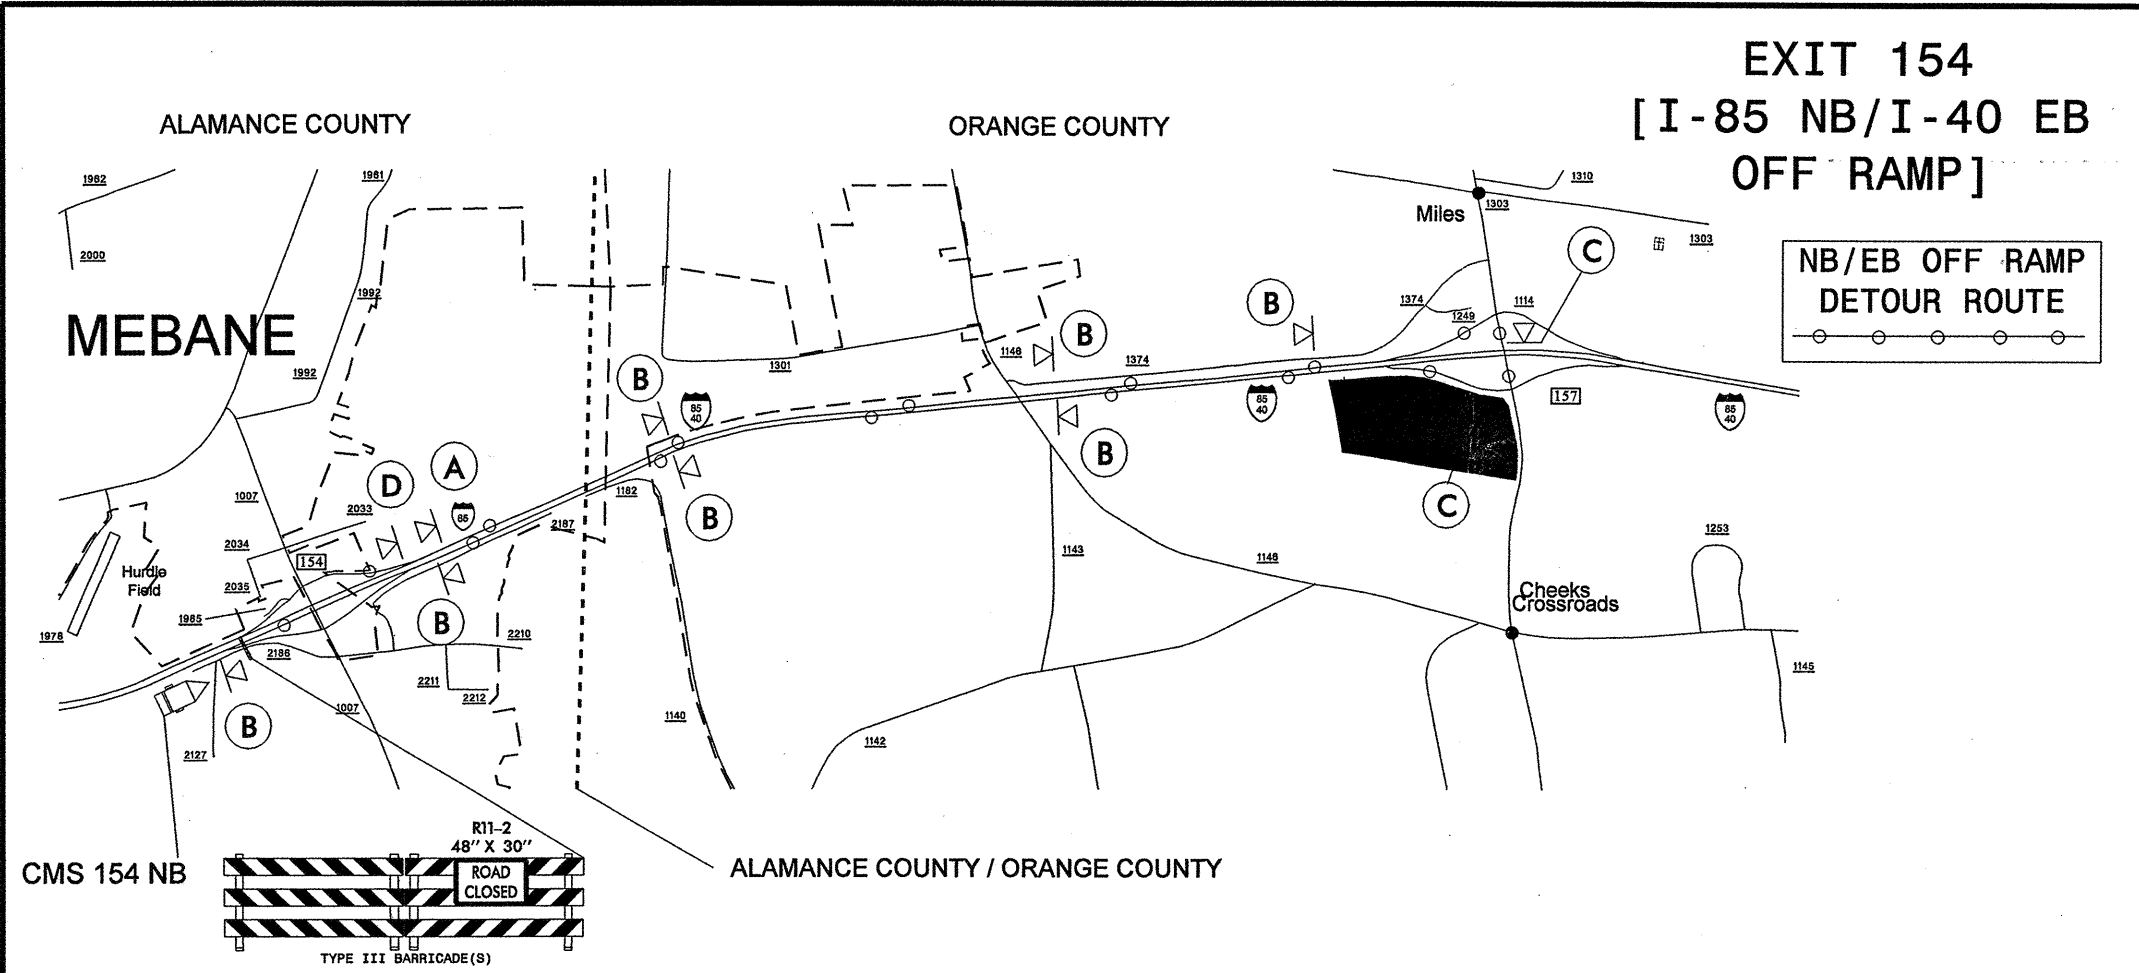 EXIT 154
[I-85 NB/I-40 EB
OFF RAMP]
ALAMANCE COUNTY
ORANGE COUNTY
NB/EB OFF RAMP
DETOUR ROUTE
1982
1981
2000
1992
MEBANE
1992
1310
1303
Miles
1303
C
B
1374
1114
1249
B
1146
1374
1301
B
85
40
85
40
157
85
40
B
C
A
D
85
1007
2033
1182
2187
B
2034
154
2035
Hurdle
Field
1985
1978
B
2210
2186
2211
2212
1007
B
2127
1143
1146
1253
Cheeks
Crossroads
1145
1140
1142
R11-2
48" X 30"
ROAD
CLOSED
CMS 154 NB
ALAMANCE COUNTY / ORANGE COUNTY
TYPE III BARRICADE(S)